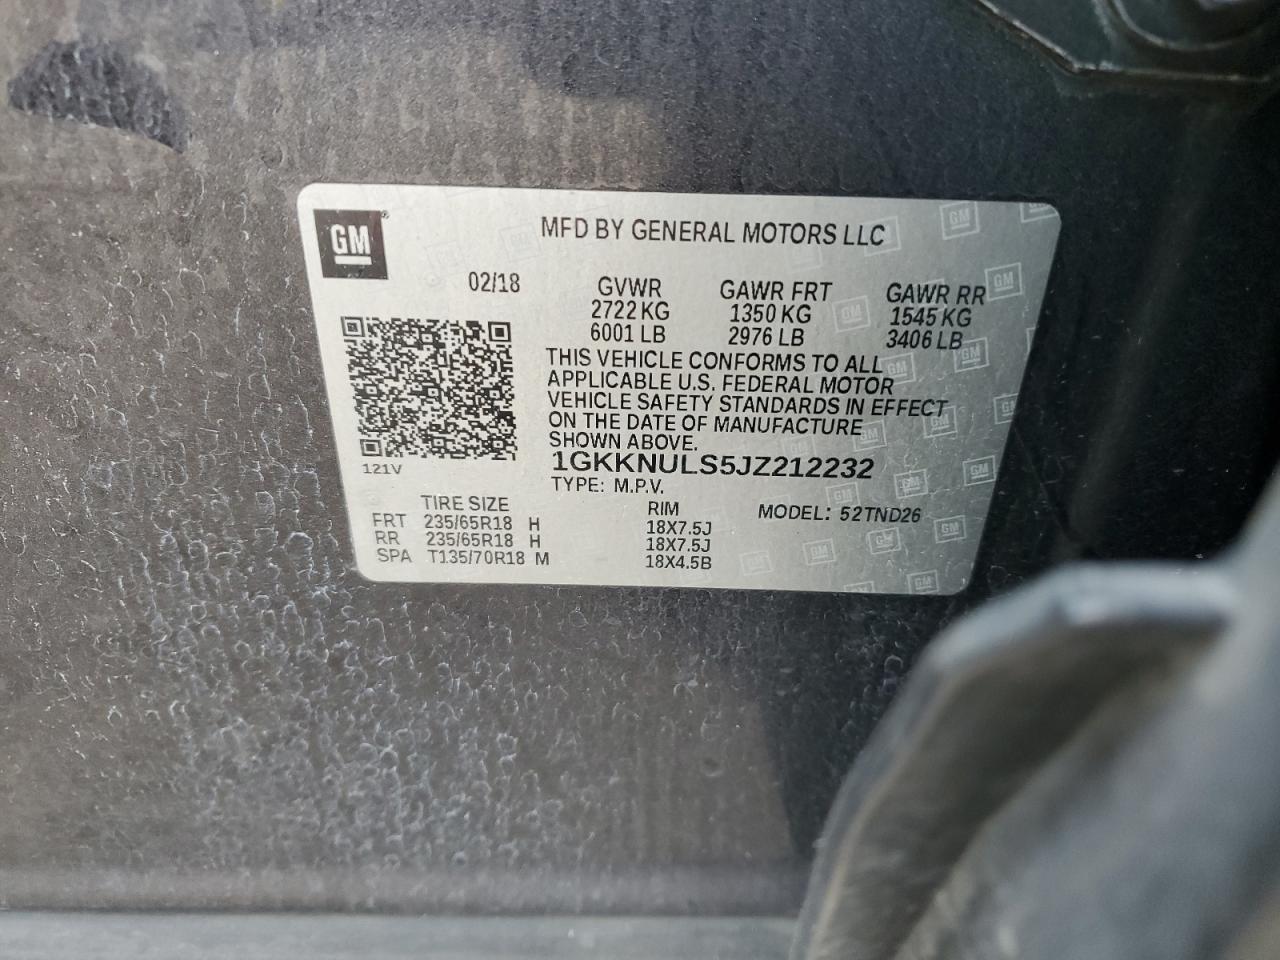 GM
MFD BY GENERAL MOTORS LLC
02/18 GVWR GAWR FRT GAWR RR
2722 KG 1350 KG 1545 KG
6001 LB 2976 LB 3406 LB
THIS VEHICLE CONFORMS TO ALL
APPLICABLE U.S. FEDERAL MOTOR
VEHICLE SAFETY STANDARDS IN EFFECT
ON THE DATE OF MANUFACTURE
SHOWN ABOVE.
1GKKNULS5JZ212232
121V
TYPE: M.P.V. MODEL: 52TND26
TIRE SIZE RIM
FRT 235/65R18 H 18X7.5J
RR 235/65R18 H 18X7.5J
SPA T135/70R18 M 18X4.5B